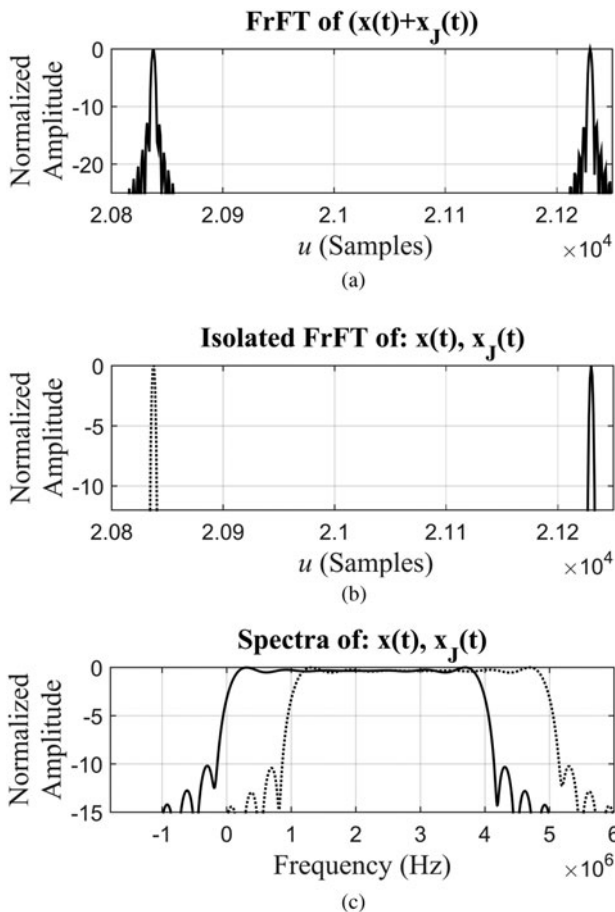 FrFT of (x(t)+x_J(t))
Normalized
Amplitude
0
-10
-20
2.08 2.09 2.1 2.11 2.12
u (Samples) ×10^4
(a)
Isolated FrFT of: x(t), x_J(t)
Normalized
Amplitude
0
-5
-10
2.08 2.09 2.1 2.11 2.12
u (Samples) ×10^4
(b)
Spectra of: x(t), x_J(t)
Normalized
Amplitude
0
-5
-10
-15
-1 0 1 2 3 4 5 6
Frequency (Hz) ×10^6
(c)